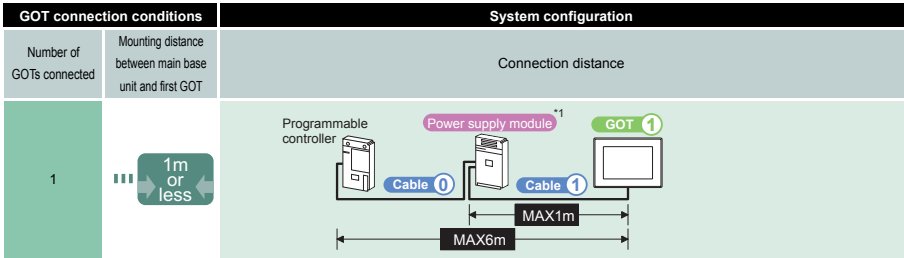 GOT connection conditions
System configuration
Number of
GOTs connected
Mounting distance
between main base
unit and first GOT
Connection distance
1
1m
or
less
Programmable
controller
Power supply module *1
GOT 1
Cable 0
Cable 1
MAX1m
MAX6m